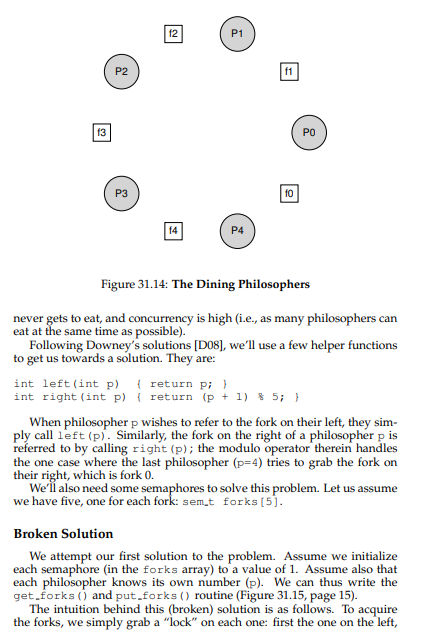 f2
P1
P2
f1
f3
P0
P3
f0
f4
P4
Figure 31.14: The Dining Philosophers
never gets to eat, and concurrency is high (i.e., as many philosophers can
eat at the same time as possible).
Following Downey's solutions [D08], we'll use a few helper functions
to get us towards a solution. They are:
int left(int p) { return p; }
int right(int p) { return (p + 1) % 5; }
When philosopher p wishes to refer to the fork on their left, they sim-
ply call left(p). Similarly, the fork on the right of a philosopher p is
referred to by calling right(p); the modulo operator therein handles
the one case where the last philosopher (p=4) tries to grab the fork on
their right, which is fork 0.
We'll also need some semaphores to solve this problem. Let us assume
we have five, one for each fork: sem_t forks[5].
Broken Solution
We attempt our first solution to the problem. Assume we initialize
each semaphore (in the forks array) to a value of 1. Assume also that
each philosopher knows its own number (p). We can thus write the
get_forks() and put_forks() routine (Figure 31.15, page 15).
The intuition behind this (broken) solution is as follows. To acquire
the forks, we simply grab a "lock" on each one: first the one on the left,